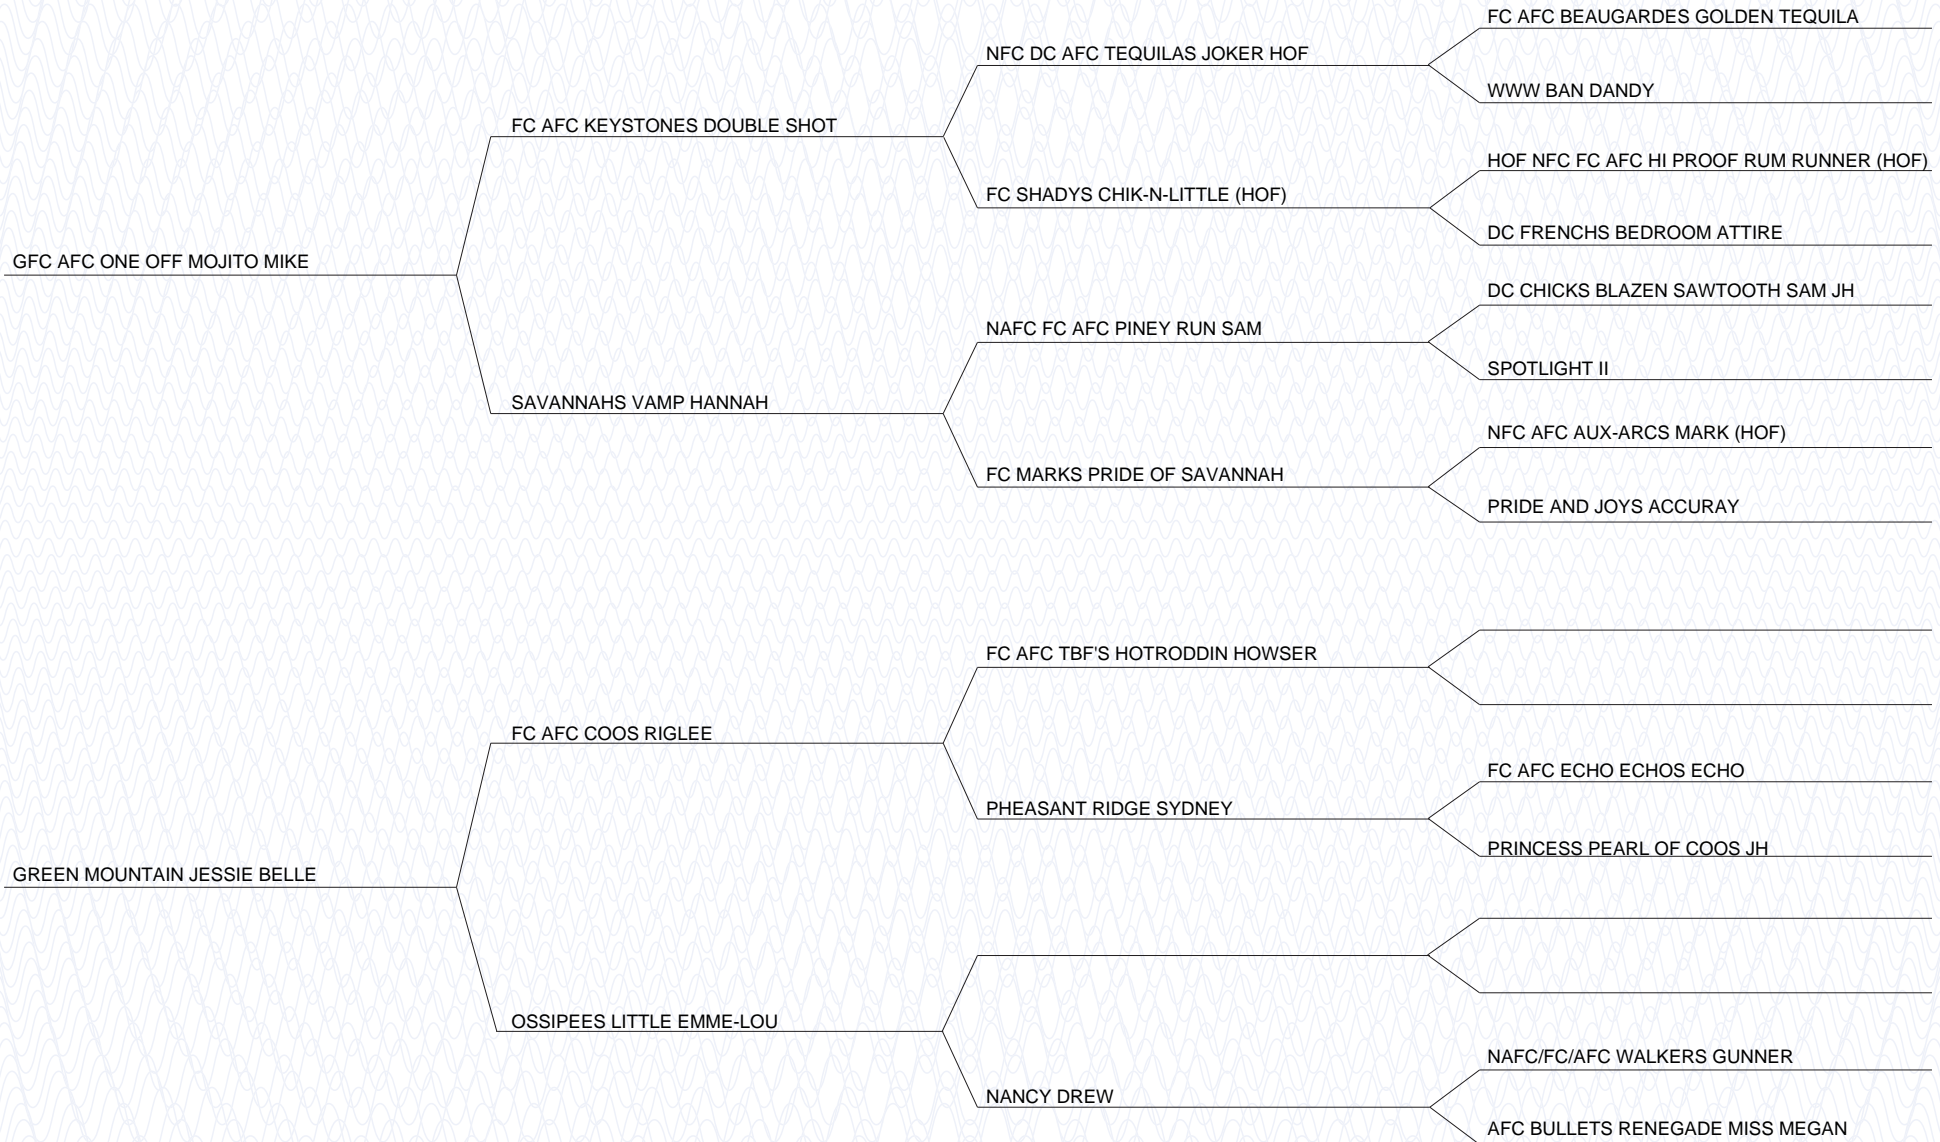 FC AFC BEAUGARDES GOLDEN TEQUILA
NFC DC AFC TEQUILAS JOKER HOF
WWW BAN DANDY
FC AFC KEYSTONES DOUBLE SHOT
HOF NFC FC AFC HI PROOF RUM RUNNER (HOF)
FC SHADYS CHIK-N-LITTLE (HOF)
DC FRENCHS BEDROOM ATTIRE
GFC AFC ONE OFF MOJITO MIKE
DC CHICKS BLAZEN SAWTOOTH SAM JH
NAFC FC AFC PINEY RUN SAM
SPOTLIGHT II
SAVANNAHS VAMP HANNAH
NFC AFC AUX-ARCS MARK (HOF)
FC MARKS PRIDE OF SAVANNAH
PRIDE AND JOYS ACCURAY
FC AFC TBF'S HOTRODDIN HOWSER
FC AFC COOS RIGLEE
FC AFC ECHO ECHOS ECHO
PHEASANT RIDGE SYDNEY
PRINCESS PEARL OF COOS JH
GREEN MOUNTAIN JESSIE BELLE
OSSIPEES LITTLE EMME-LOU
NAFC/FC/AFC WALKERS GUNNER
NANCY DREW
AFC BULLETS RENEGADE MISS MEGAN